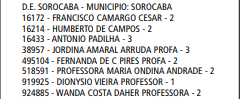 D.E. SOROCABA - MUNICIPIO: SOROCABA
16172 - FRANCISCO CAMARGO CESAR - 2
16214 - HUMBERTO DE CAMPOS - 2
16433 - ANTONIO PADILHA - 3
38957 - JORDINA AMARAL ARRUDA PROFA - 3
495104 - FERNANDA DE C PIRES PROFA - 2
518591 - PROFESSORA MARIA ONDINA ANDRADE - 2
919925 - DIONYSIO VIEIRA PROFESSOR - 1
924885 - WANDA COSTA DAHER PROFESSORA - 2